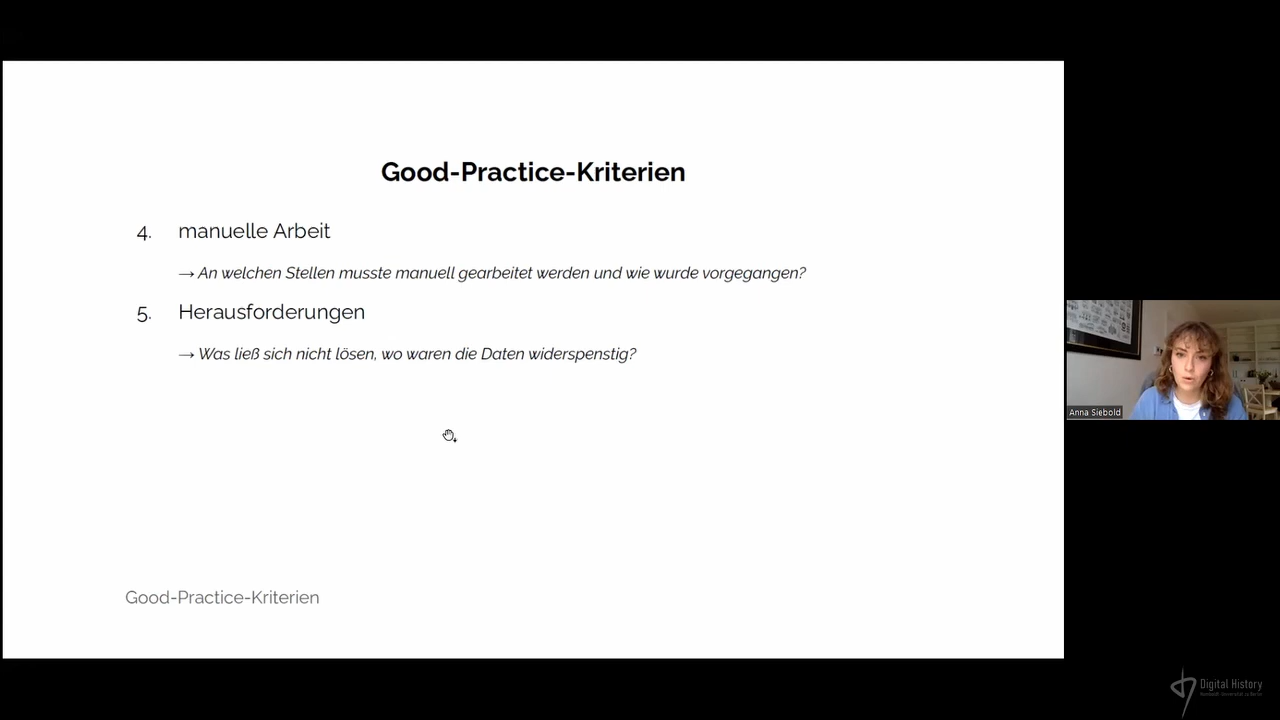 Good-Practice-Kriterien
4. manuelle Arbeit
→ An welchen Stellen musste manuell gearbeitet werden und wie wurde vorgegangen?
5. Herausforderungen
→ Was ließ sich nicht lösen, wo waren die Daten widerspenstig?
Good-Practice-Kriterien
Anna Siebold
Digital History
Humboldt-Universität zu Berlin